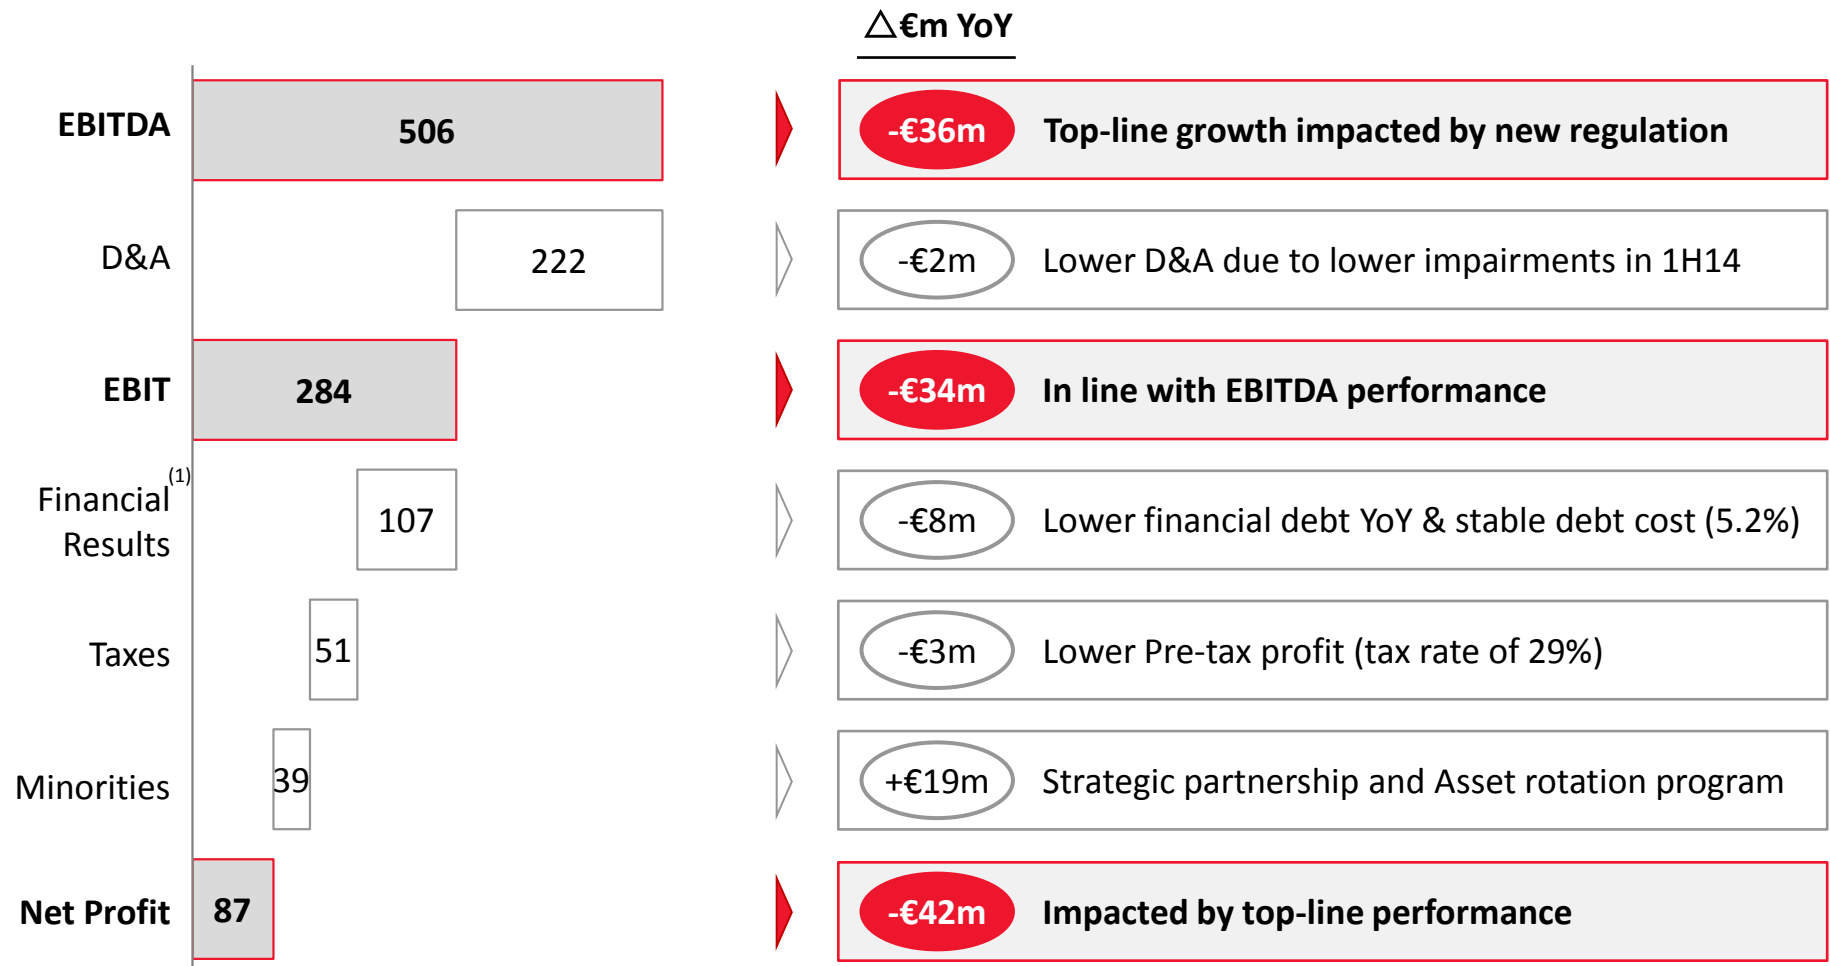 △€m YoY
EBITDA 506 -€36m Top-line growth impacted by new regulation
D&A 222 -€2m Lower D&A due to lower impairments in 1H14
EBIT 284 -€34m In line with EBITDA performance
Financial (1)
Results 107 -€8m Lower financial debt YoY & stable debt cost (5.2%)
Taxes 51 -€3m Lower Pre-tax profit (tax rate of 29%)
Minorities 39 +€19m Strategic partnership and Asset rotation program
Net Profit 87 -€42m Impacted by top-line performance